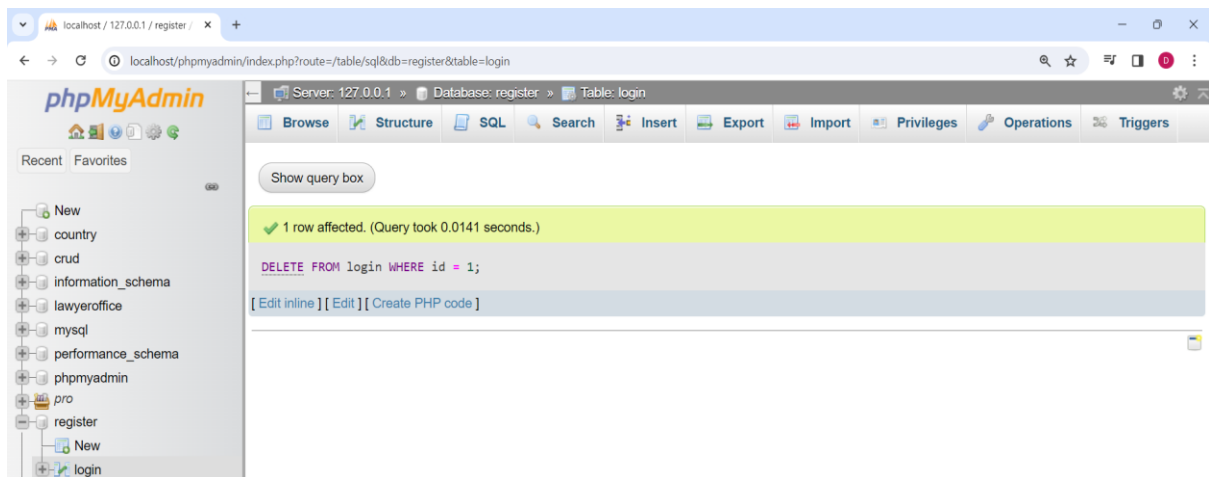 localhost / 127.0.0.1 / register /
localhost/phpmyadmin/index.php?route=/table/sql&db=register&table=login
D
phpMyAdmin
Recent Favorites
New
country
crud
information_schema
lawyeroffice
mysql
performance_schema
phpmyadmin
pro
register
New
login
Server: 127.0.0.1 » Database: register » Table: login
Browse Structure SQL Search Insert Export Import Privileges Operations Triggers
Show query box
1 row affected. (Query took 0.0141 seconds.)
DELETE FROM login WHERE id = 1;
[ Edit inline ] [ Edit ] [ Create PHP code ]